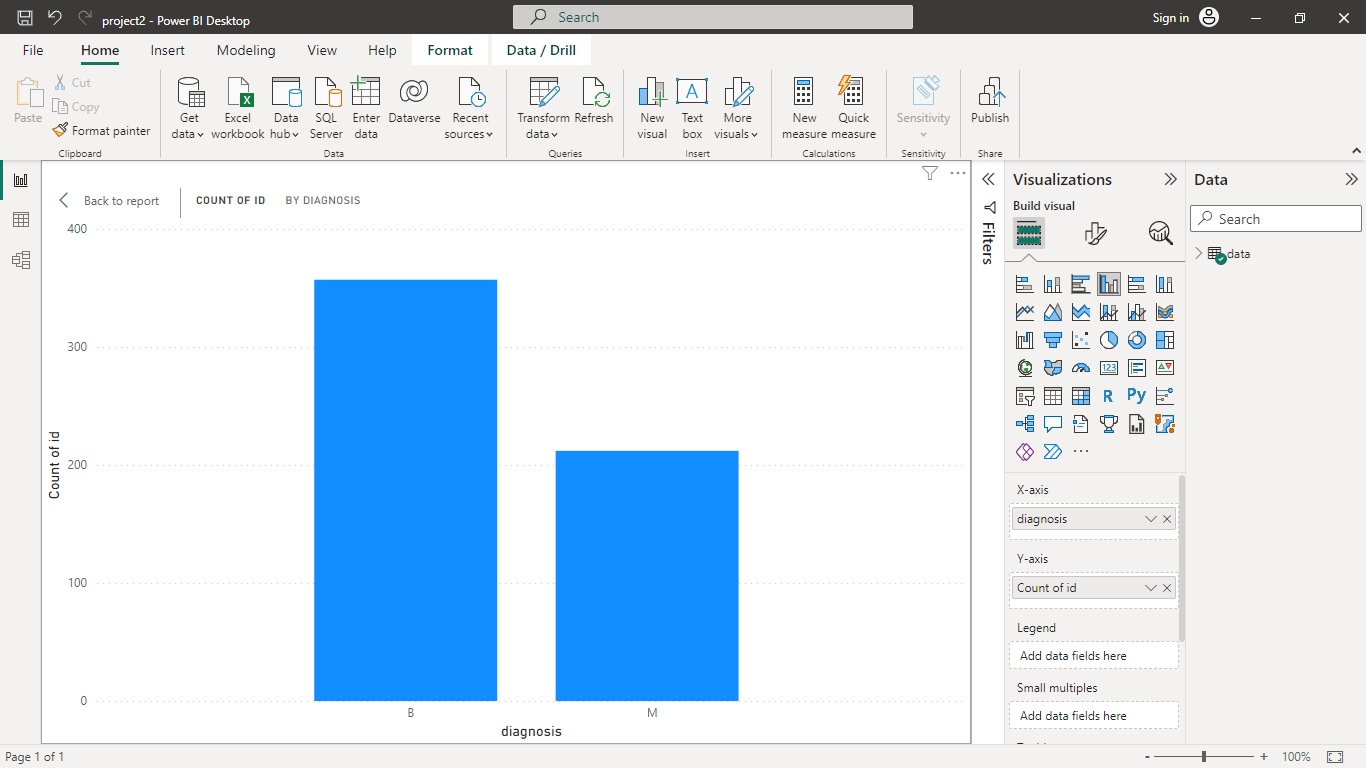 project2 - Power BI Desktop
Search
Sign in
File Home Insert Modeling View Help Format Data / Drill
Paste
Cut
Copy
Format painter
Clipboard
Get data
Excel workbook
Data hub
SQL Server
Enter data
Dataverse
Recent sources
Data
Transform data
Refresh
Queries
New visual
Text box
More visuals
Insert
New measure
Quick measure
Calculations
Sensitivity
Sensitivity
Publish
Share
Back to report
COUNT OF ID
BY DIAGNOSIS
400
300
200
100
0
Count of id
B
M
diagnosis
Filters
Visualizations
Build visual
123
R
Py
X-axis
diagnosis
Y-axis
Count of id
Legend
Add data fields here
Small multiples
Add data fields here
Data
Search
data
Page 1 of 1
- + 100%